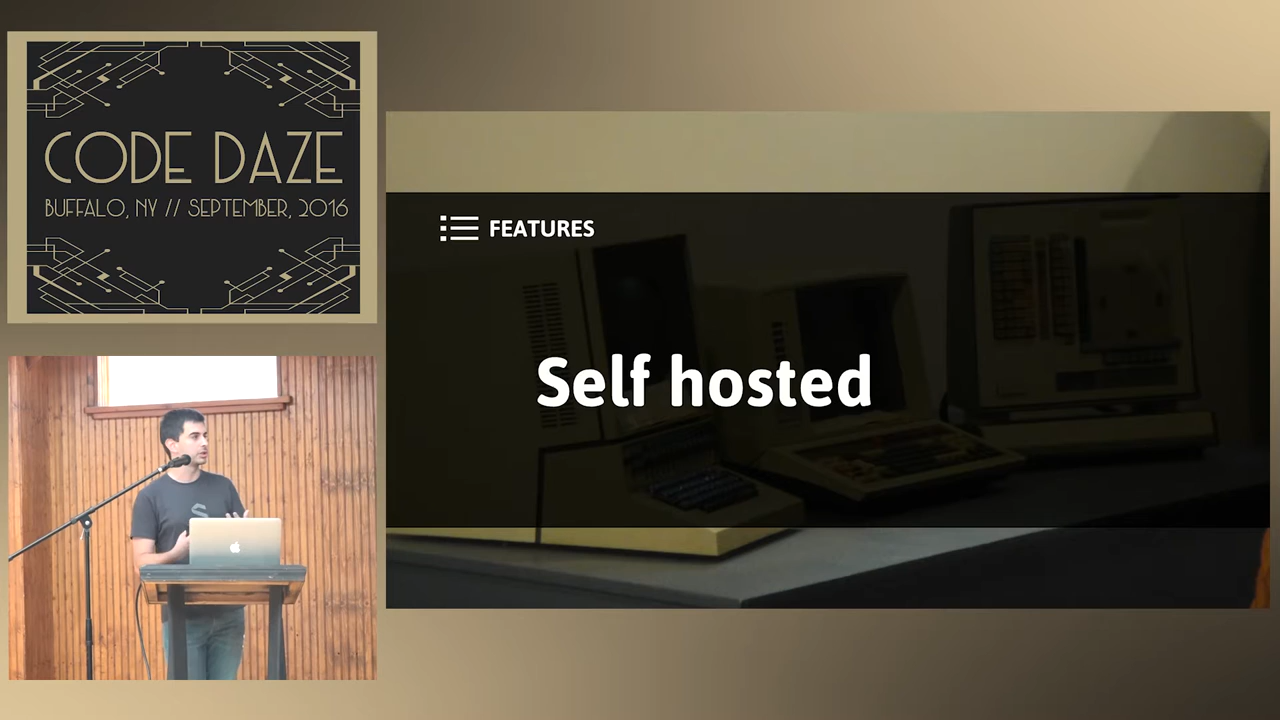 CODE DAZE
BUFFALO, NY // SEPTEMBER, 2016
FEATURES
Self hosted